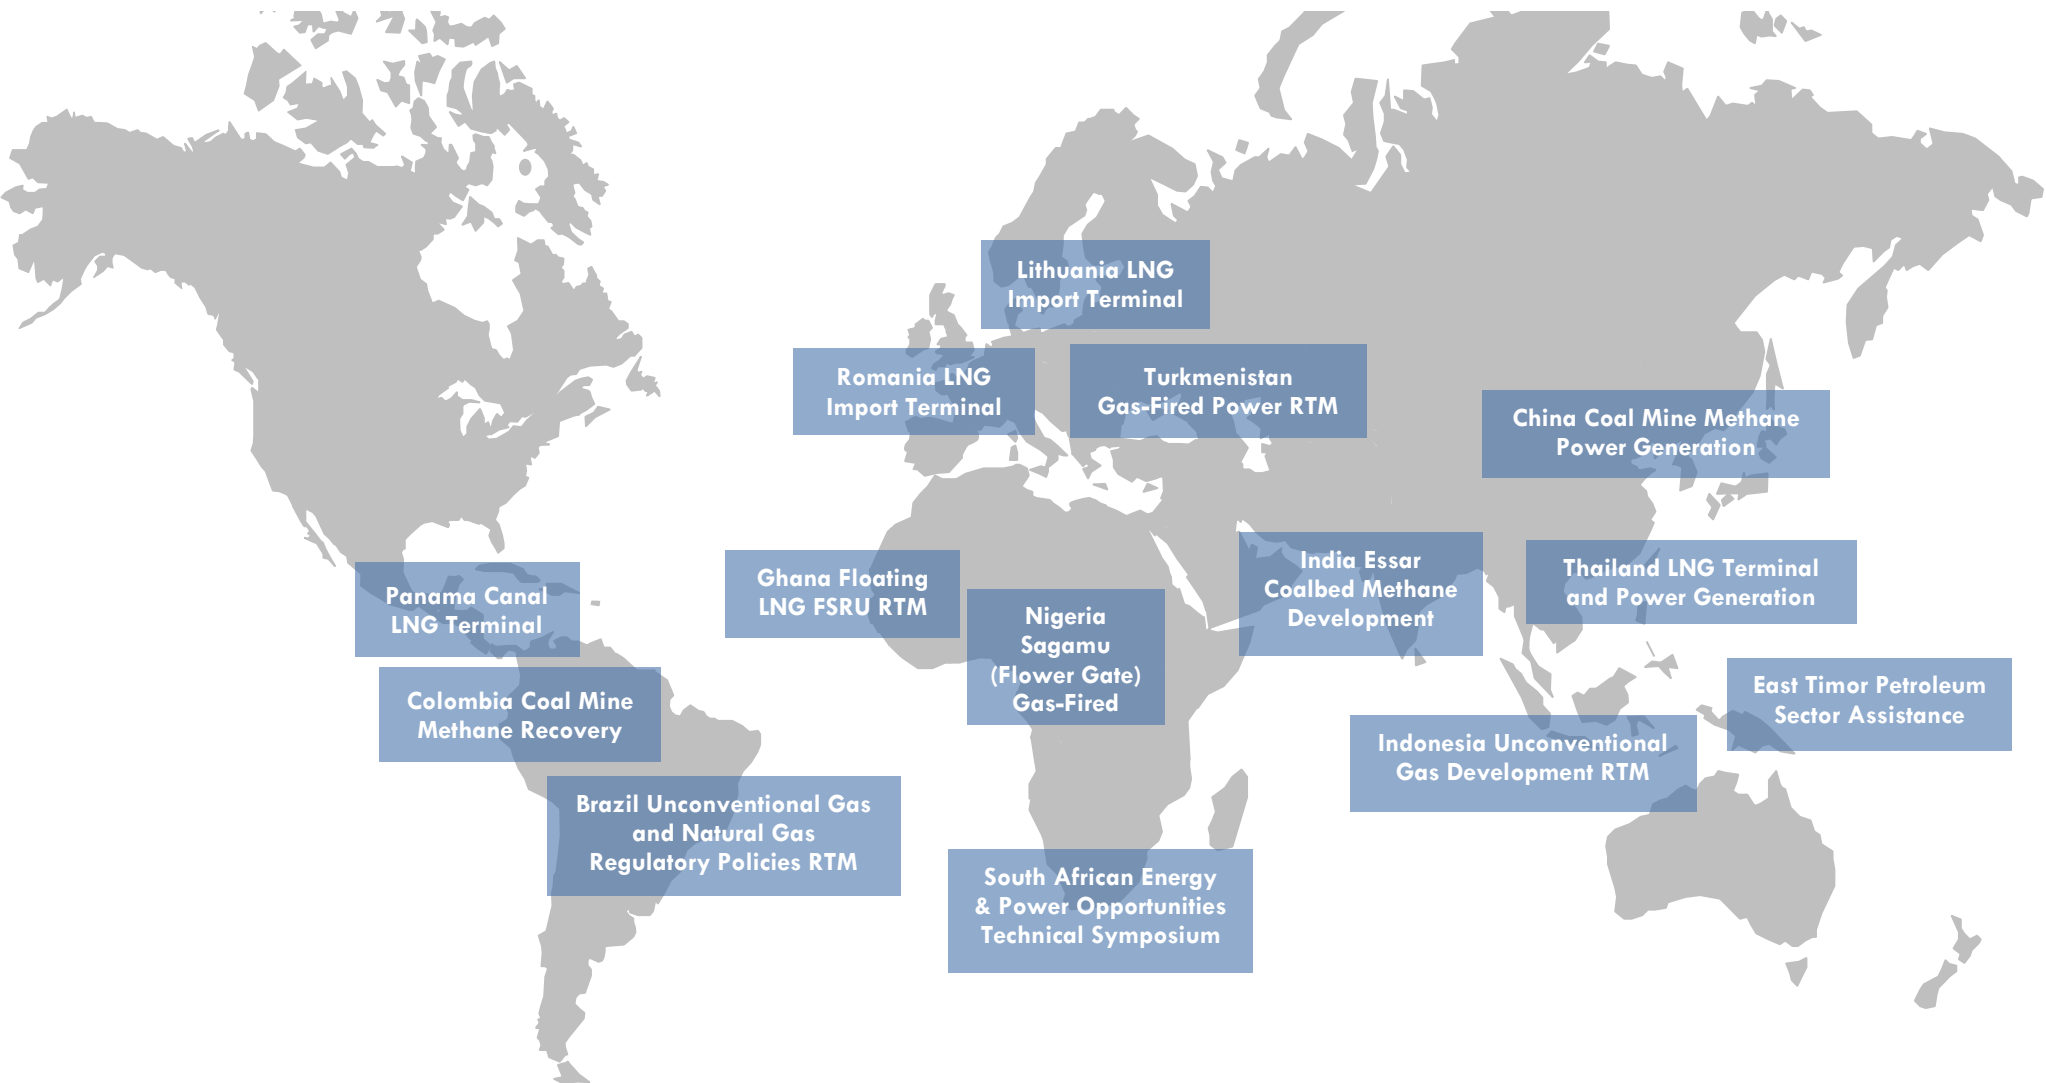 Lithuania LNG
Import Terminal
Romania LNG
Import Terminal
Turkmenistan
Gas-Fired Power RTM
China Coal Mine Methane
Power Generation
Panama Canal
LNG Terminal
Ghana Floating
LNG FSRU RTM
Nigeria
Sagamu
(Flower Gate)
Gas-Fired
India Essar
Coalbed Methane
Development
Thailand LNG Terminal
and Power Generation
Colombia Coal Mine
Methane Recovery
East Timor Petroleum
Sector Assistance
Indonesia Unconventional
Gas Development RTM
Brazil Unconventional Gas
and Natural Gas
Regulatory Policies RTM
South African Energy
& Power Opportunities
Technical Symposium